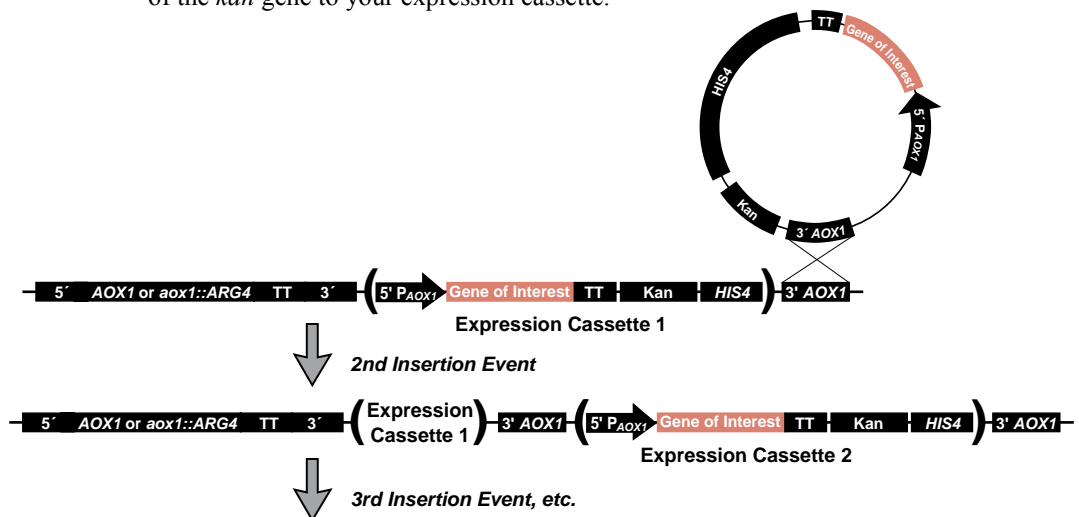 of the kan gene to your expression cassette.
TT
Gene of Interest
HIS4
5´ PAOX1
Kan
3´ AOX1
5´ AOX1 or aox1::ARG4 TT 3´ ( 5' PAOX1 Gene of Interest TT Kan HIS4 ) 3' AOX1
Expression Cassette 1
2nd Insertion Event
5´ AOX1 or aox1::ARG4 TT 3´ ( Expression Cassette 1 ) 3' AOX1 ( 5' PAOX1 Gene of Interest TT Kan HIS4 ) 3' AOX1
Expression Cassette 2
3rd Insertion Event, etc.